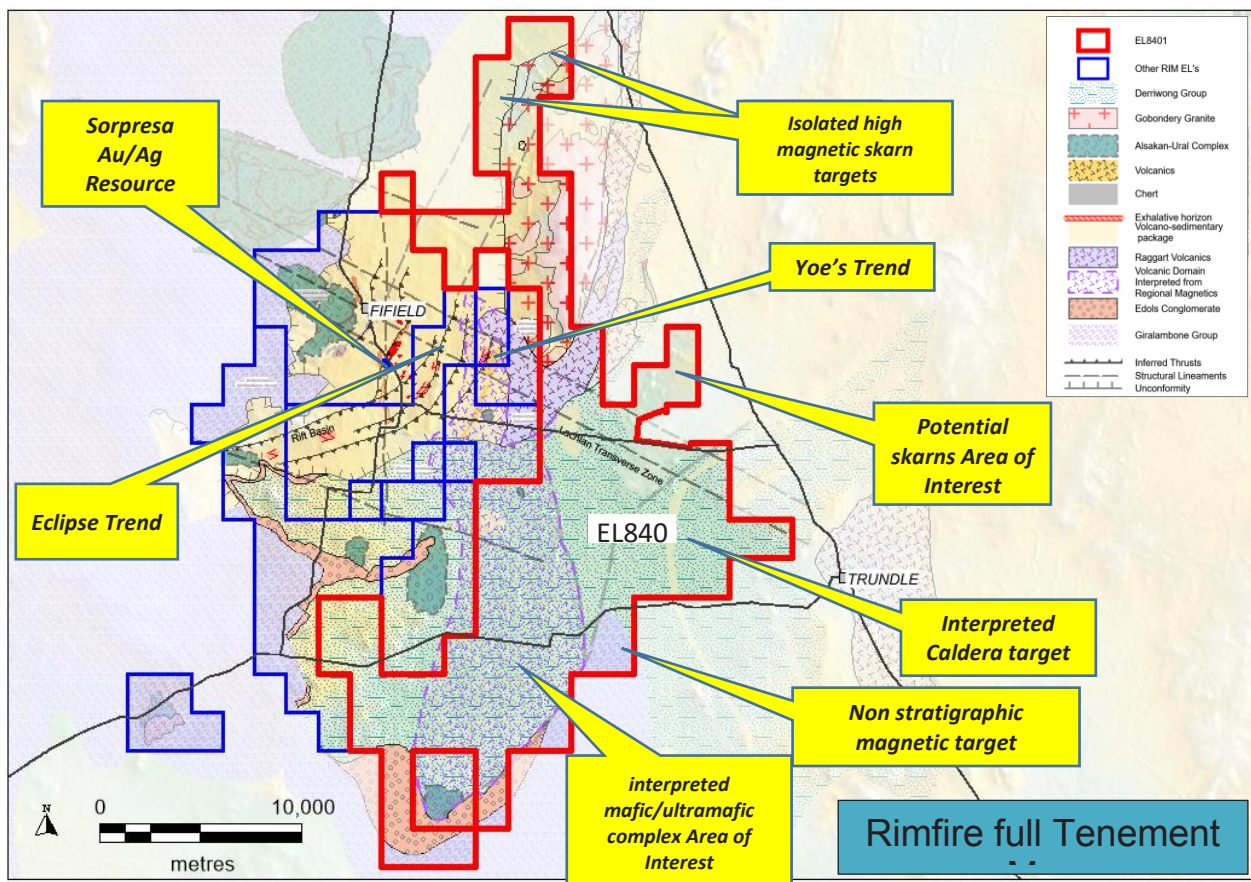 Sorpresa
Au/Ag
Resource
Isolated high
magnetic skarn
targets
Yoe's Trend
FIFIELD
Rift Basin
Lachlan Transverse Zone
Potential
skarns Area of
Interest
Eclipse Trend
EL840
TRUNDLE
Interpreted
Caldera target
Non stratigraphic
magnetic target
interpreted
mafic/ultramafic
complex Area of
Interest
N
0 10,000
metres
Rimfire full Tenement
EL8401
Other RIM EL's
Derriwong Group
Gobondery Granite
Alsakan-Ural Complex
Volcanics
Chert
Exhalative horizon
Volcano-sedimentary
package
Raggart Volcanics
Volcanic Domain
Interpreted from
Regional Magnetics
Edols Conglomerate
Giralambone Group
Inferred Thrusts
Structural Lineaments
Unconformity